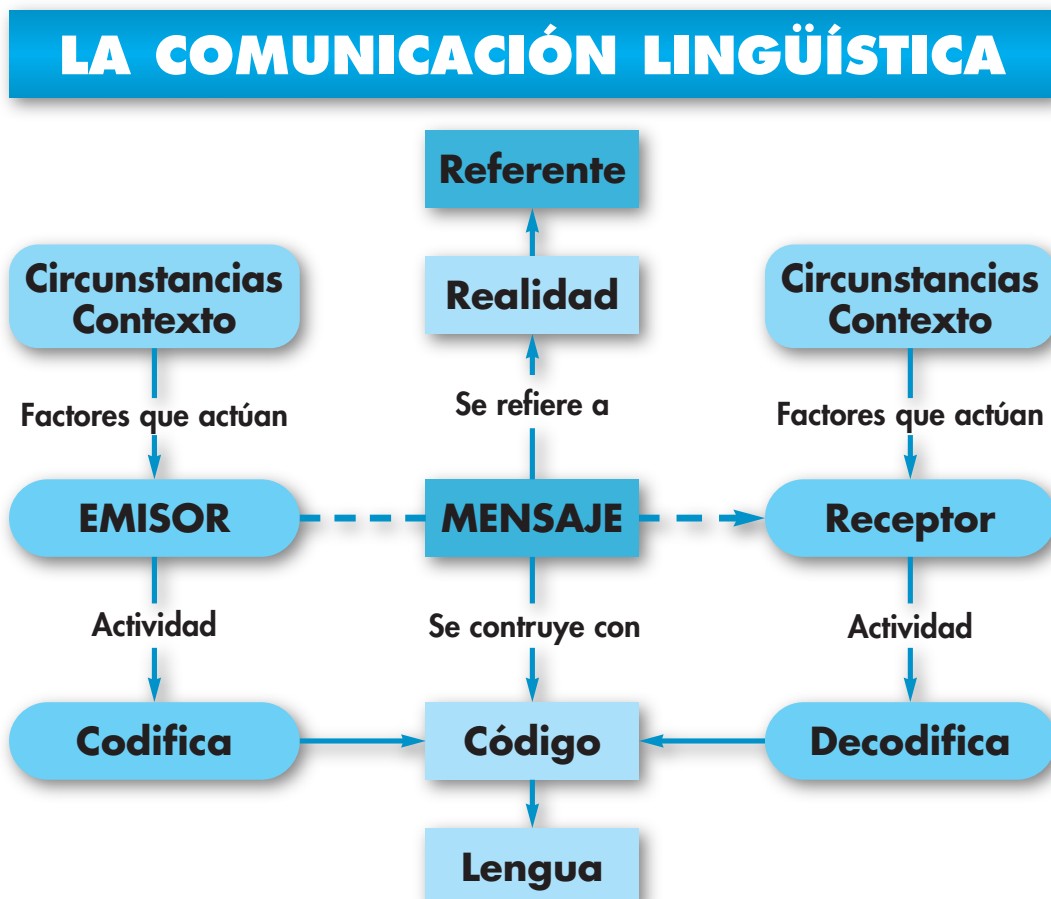 LA COMUNICACIÓN LINGÜÍSTICA
Referente
Circunstancias
Contexto
Realidad
Circunstancias
Contexto
Factores que actúan
Se refiere a
Factores que actúan
EMISOR
MENSAJE
Receptor
Actividad
Se contruye con
Actividad
Codifica
Código
Decodifica
Lengua